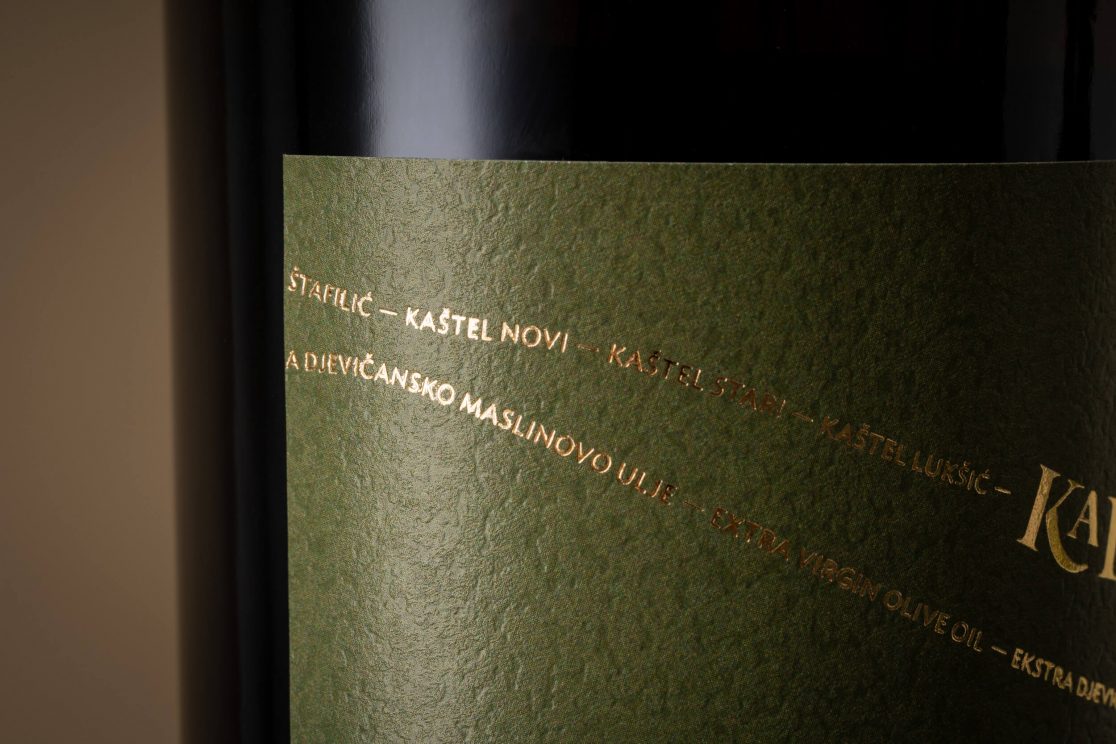 ŠTAFILIĆ — KAŠTEL NOVI — KAŠTEL STARI — KAŠTEL LUKŠIĆ —
A DJEVIČANSKO MASLINOVO ULJE — EXTRA VIRGIN OLIVE OIL — EKSTRA